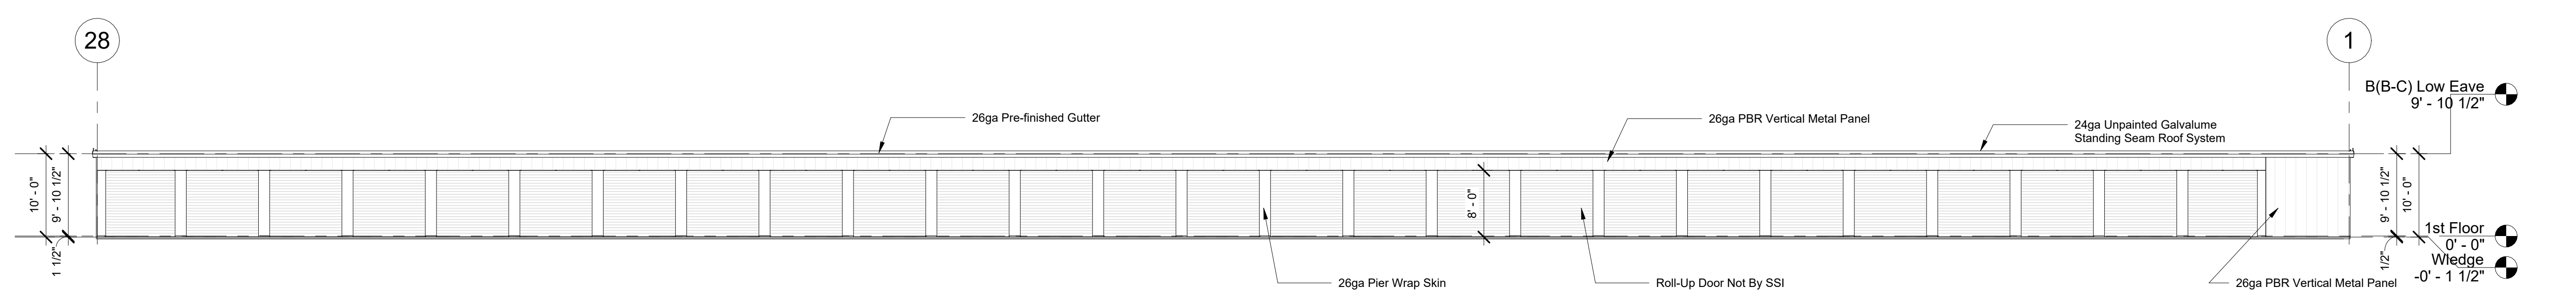 28
1
B(B-C) Low Eave
9' - 10 1/2"
26ga Pre-finished Gutter
26ga PBR Vertical Metal Panel
24ga Unpainted Galvalume
Standing Seam Roof System
10' - 0"
9' - 10 1/2"
1 1/2"
8' - 0"
9' - 10 1/2"
10' - 0"
1/2"
1st Floor
0' - 0"
Wledge
-0' - 1 1/2"
26ga Pier Wrap Skin
Roll-Up Door Not By SSI
26ga PBR Vertical Metal Panel